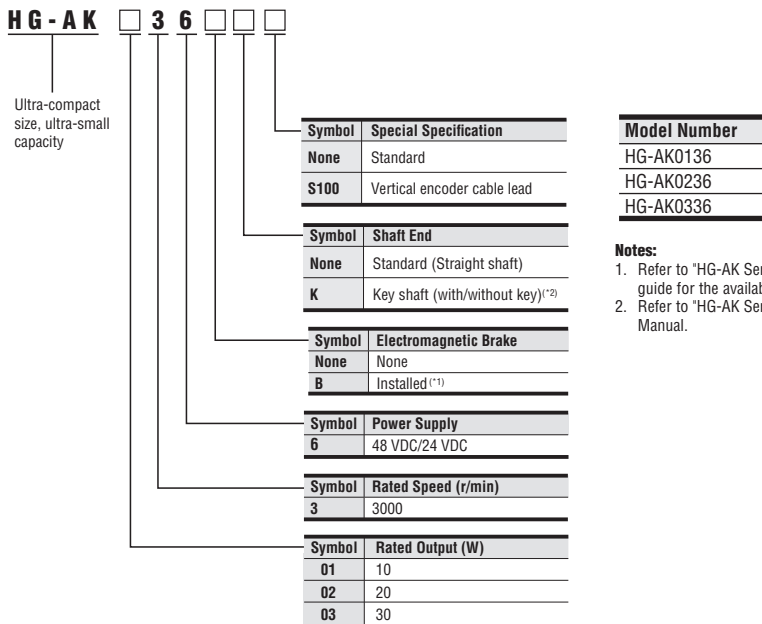 HG-AK □ 3 6 □ □ □
Ultra-compact
size, ultra-small
capacity
Symbol Special Specification
None Standard
S100 Vertical encoder cable lead
Symbol Shaft End
None Standard (Straight shaft)
K Key shaft (with/without key)(*2)
Symbol Electromagnetic Brake
None None
B Installed (*1)
Symbol Power Supply
6 48 VDC/24 VDC
Symbol Rated Speed (r/min)
3 3000
Symbol Rated Output (W)
01 10
02 20
03 30
Model Number
HG-AK0136
HG-AK0236
HG-AK0336
Notes:
1. Refer to "HG-AK Ser
guide for the availab
2. Refer to "HG-AK Ser
Manual.